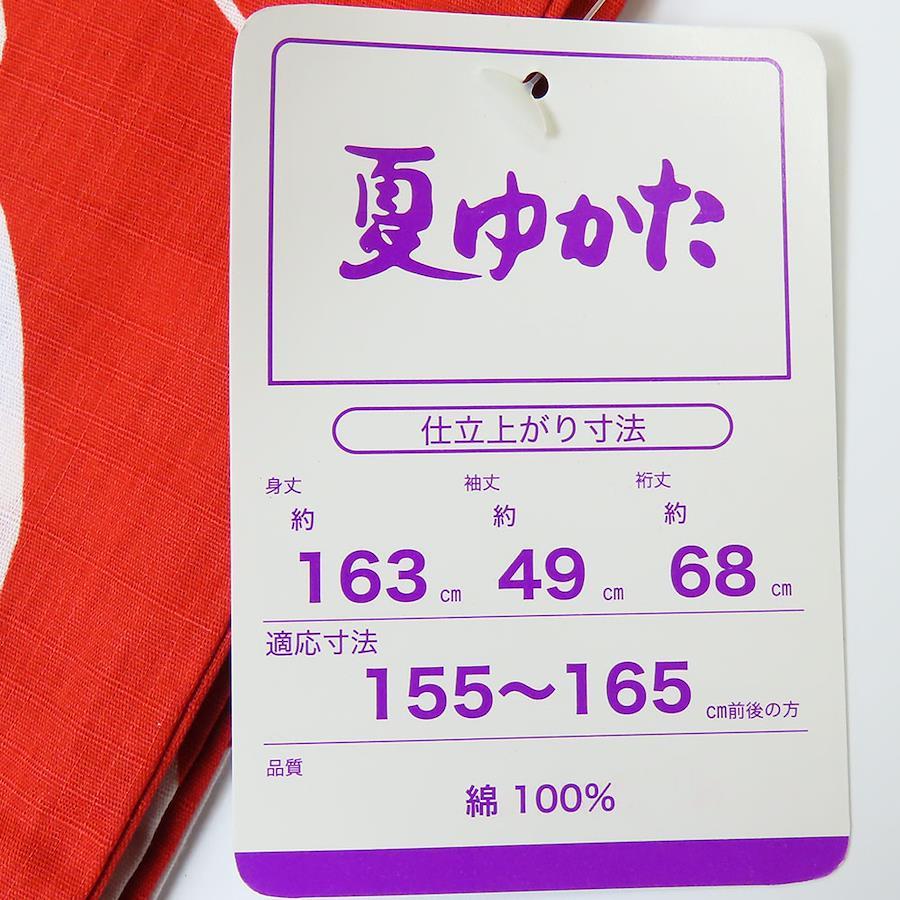 夏ゆかた
仕立上がり寸法
身丈 袖丈 裄丈
約 約 約
163cm 49cm 68cm
適応寸法
155～165cm前後の方
品質
綿 100%